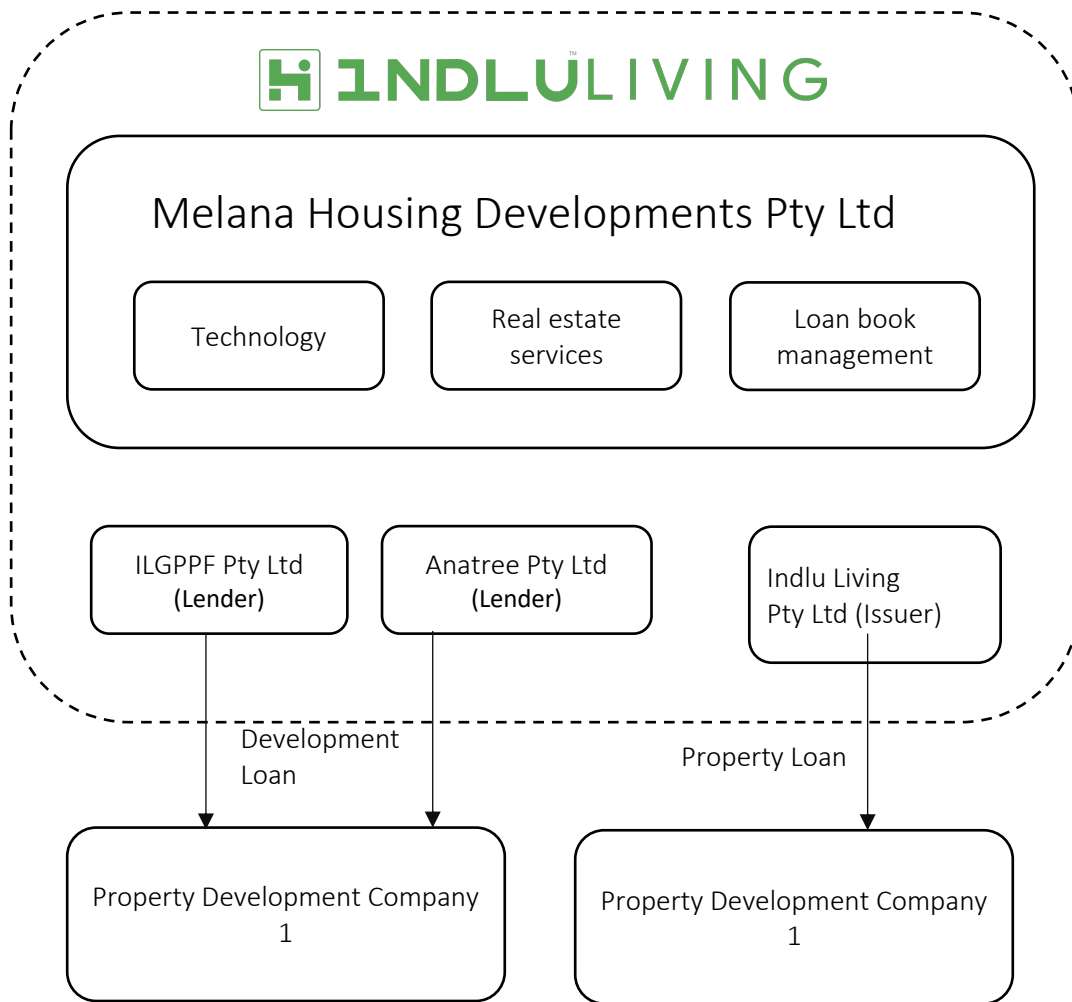 1NDLU™LIVING
Melana Housing Developments Pty Ltd
Technology
Real estate
services
Loan book
management
ILGPPF Pty Ltd
(Lender)
Anatree Pty Ltd
(Lender)
Indlu Living
Pty Ltd (Issuer)
Development
Loan
Property Loan
Property Development Company
1
Property Development Company
1